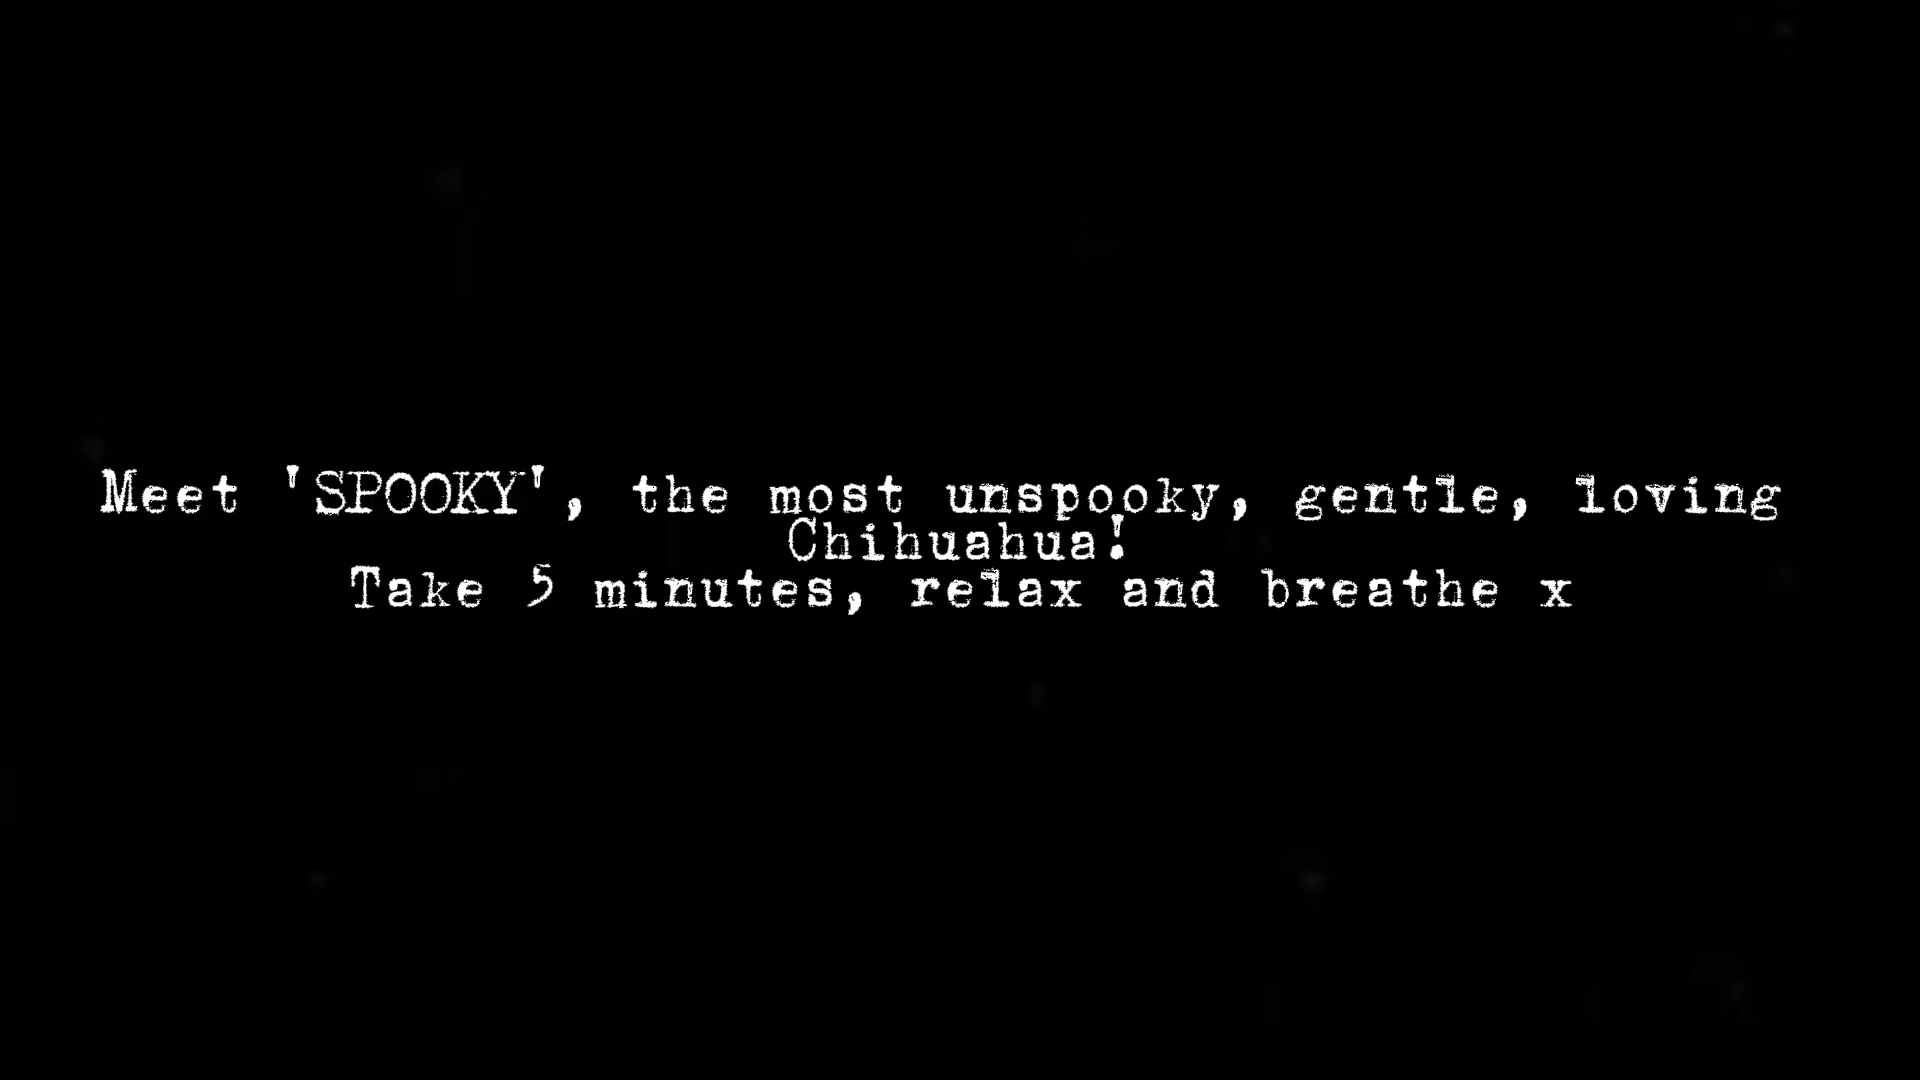 Meet 'SPOOKY', the most unspooky, gentle, loving
Chihuahua!
Take 5 minutes, relax and breathe x